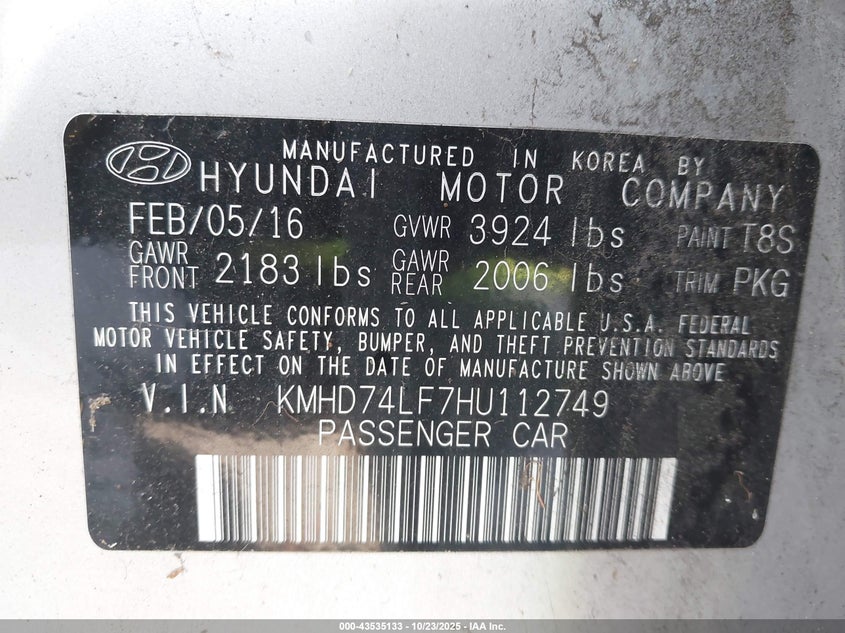 MANUFACTURED IN KOREA BY
HYUNDAI MOTOR COMPANY
FEB/05/16 GVWR 3924 lbs PAINT T8S
GAWR FRONT 2183 lbs GAWR REAR 2006 lbs TRIM PKG
THIS VEHICLE CONFORMS TO ALL APPLICABLE U.S.A. FEDERAL
MOTOR VEHICLE SAFETY, BUMPER, AND THEFT PREVENTION STANDARDS
IN EFFECT ON THE DATE OF MANUFACTURE SHOWN ABOVE
V.I.N KMHD74LF7HU112749
PASSENGER CAR
000-43535133 - 10/23/2025 - IAA Inc.